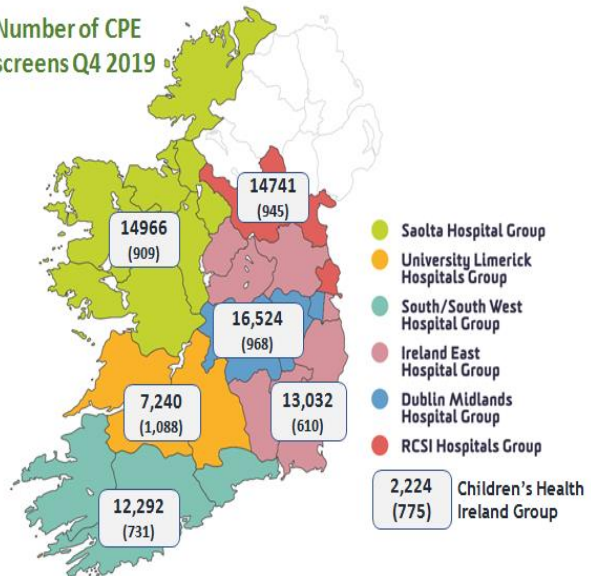 Number of CPE
screens Q4 2019
14741
(945)
14966
(909)
16,524
(968)
7,240
(1,088)
13,032
(610)
12,292
(731)
Saolta Hospital Group
University Limerick
Hospitals Group
South/South West
Hospital Group
Ireland East
Hospital Group
Dublin Midlands
Hospital Group
RCSI Hospitals Group
2,224
(775)
Children's Health
Ireland Group